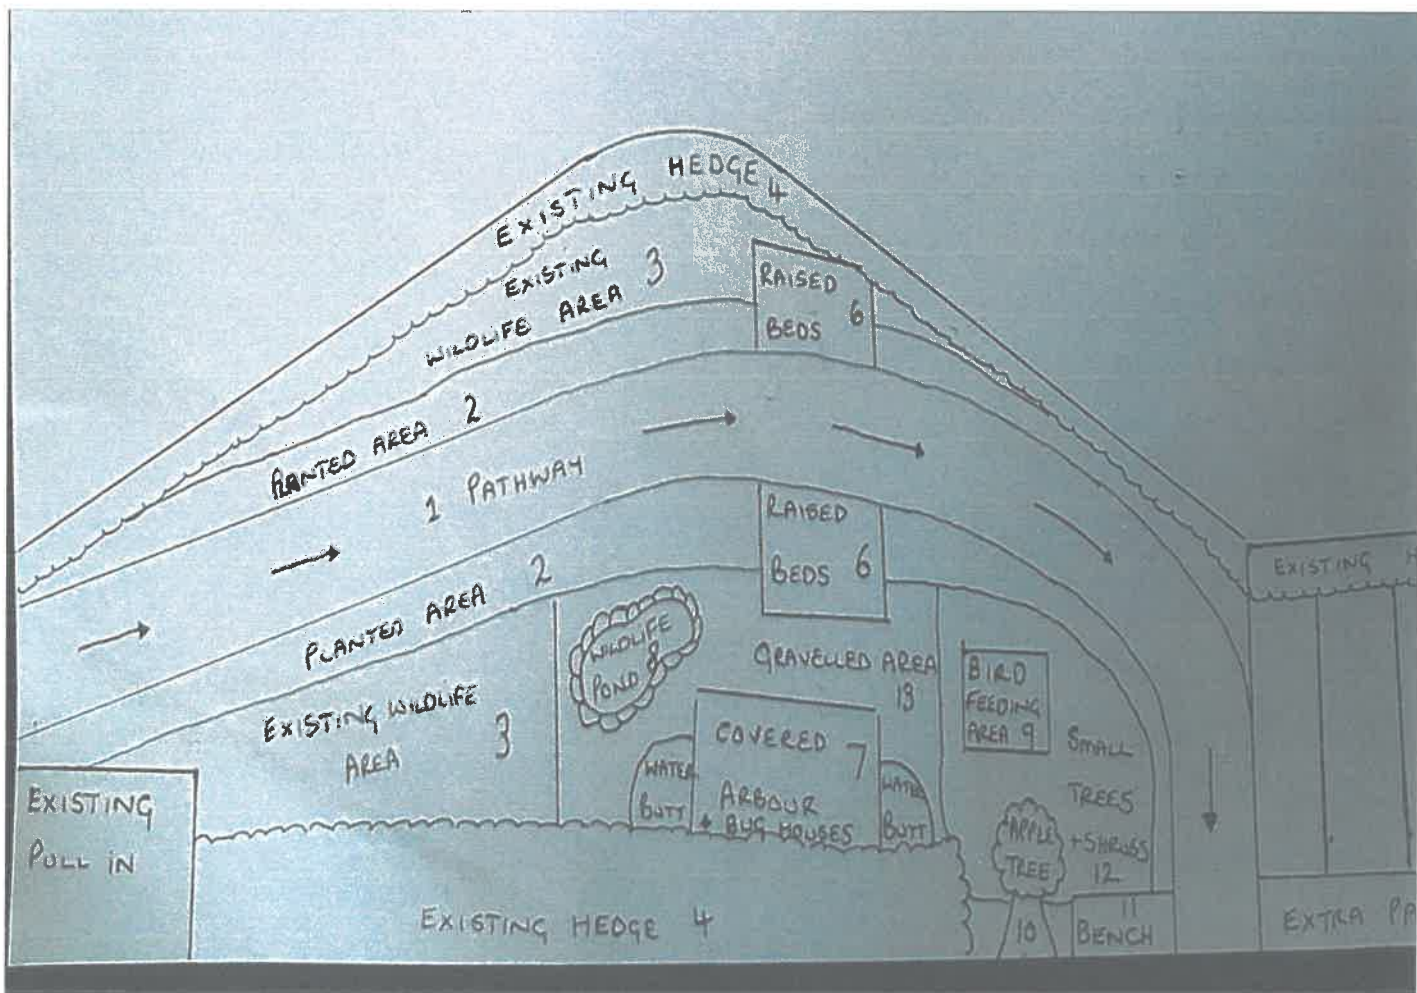 EXISTING HEDGE 4
EXISTING
WILDLIFE AREA 3
RAISED
BEDS 6
PLANTED AREA 2
1 PATHWAY
PLANTED AREA 2
RAISED
BEDS 6
EXISTING H
WILDLIFE
POND 8
GRAVELLED AREA
13
BIRD
FEEDING
AREA 9
EXISTING WILDLIFE
AREA 3
COVERED 7
ARBOUR
+ BUG HOUSES
WATER
BUTT
WATER
BUTT
SMALL
TREES
+ SHRUBS
12
APPLE
TREE
10
11
BENCH
EXISTING
PULL IN
EXISTING HEDGE 4
EXTRA PA